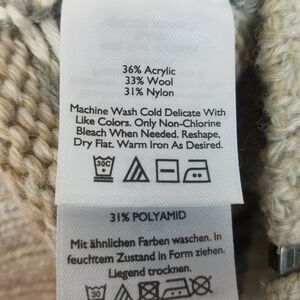 36% Acrylic
33% Wool
31% Nylon
Machine Wash Cold Delicate With
Like Colors. Only Non-Chlorine
Bleach When Needed. Reshape,
Dry Flat. Warm Iron As Desired.
30C
31% POLYAMID
Mit ähnlichen Farben waschen. In
feuchtem Zustand in Form ziehen.
Liegend trocknen.
30